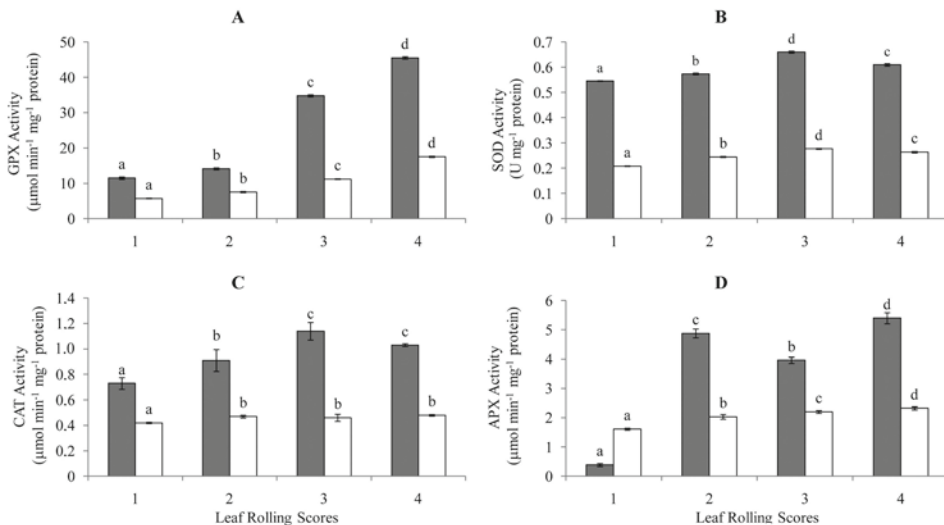 A
GPX Activity
(µmol min⁻¹ mg⁻¹ protein)
50
40
30
20
10
0
a
a
b
b
c
c
d
d
1 2 3 4
B
SOD Activity
(U mg⁻¹ protein)
0.7
0.6
0.5
0.4
0.3
0.2
0.1
0
a
a
b
b
d
d
c
c
1 2 3 4
C
CAT Activity
(µmol min⁻¹ mg⁻¹ protein)
1.4
1.2
1.0
0.8
0.6
0.4
0.2
0
a
a
b
b
c
b
c
b
1 2 3 4
Leaf Rolling Scores
D
APX Activity
(µmol min⁻¹ mg⁻¹ protein)
6
5
4
3
2
1
0
a
a
c
b
b
c
d
d
1 2 3 4
Leaf Rolling Scores